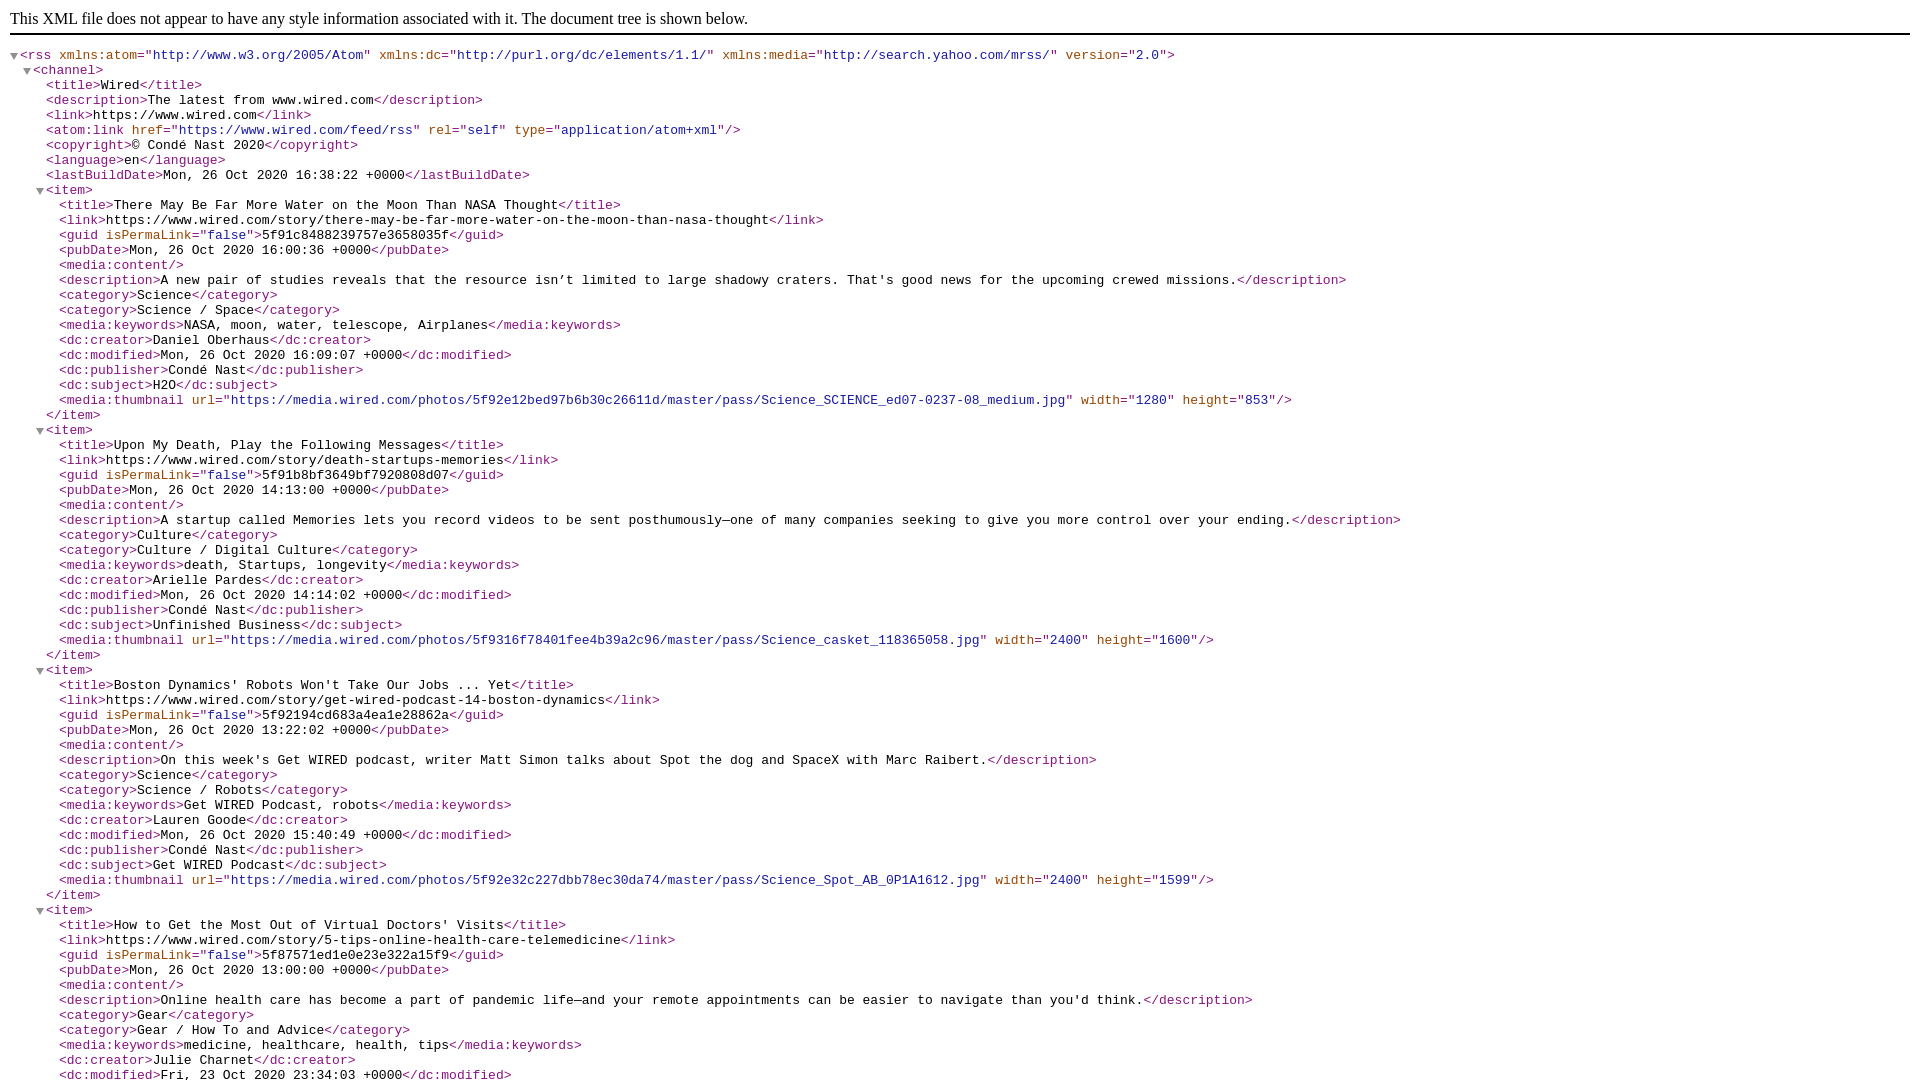 This XML file does not appear to have any style information associated with it. The document tree is shown below.
<rss xmlns:atom="http://www.w3.org/2005/Atom" xmlns:dc="http://purl.org/dc/elements/1.1/" xmlns:media="http://search.yahoo.com/mrss/" version="2.0">
<channel>
<title>Wired</title>
<description>The latest from www.wired.com</description>
<link>https://www.wired.com</link>
<atom:link href="https://www.wired.com/feed/rss" rel="self" type="application/atom+xml"/>
<copyright>© Condé Nast 2020</copyright>
<language>en</language>
<lastBuildDate>Mon, 26 Oct 2020 16:38:22 +0000</lastBuildDate>
<item>
<title>There May Be Far More Water on the Moon Than NASA Thought</title>
<link>https://www.wired.com/story/there-may-be-far-more-water-on-the-moon-than-nasa-thought</link>
<guid isPermaLink="false">5f91c8488239757e3658035f</guid>
<pubDate>Mon, 26 Oct 2020 16:00:36 +0000</pubDate>
<media:content/>
<description>A new pair of studies reveals that the resource isn’t limited to large shadowy craters. That's good news for the upcoming crewed missions.</description>
<category>Science</category>
<category>Science / Space</category>
<media:keywords>NASA, moon, water, telescope, Airplanes</media:keywords>
<dc:creator>Daniel Oberhaus</dc:creator>
<dc:modified>Mon, 26 Oct 2020 16:09:07 +0000</dc:modified>
<dc:publisher>Condé Nast</dc:publisher>
<dc:subject>H2O</dc:subject>
<media:thumbnail url="https://media.wired.com/photos/5f92e12bed97b6b30c26611d/master/pass/Science_SCIENCE_ed07-0237-08_medium.jpg" width="1280" height="853"/>
</item>
<item>
<title>Upon My Death, Play the Following Messages</title>
<link>https://www.wired.com/story/death-startups-memories</link>
<guid isPermaLink="false">5f91b8bf3649bf7920808d07</guid>
<pubDate>Mon, 26 Oct 2020 14:13:00 +0000</pubDate>
<media:content/>
<description>A startup called Memories lets you record videos to be sent posthumously—one of many companies seeking to give you more control over your ending.</description>
<category>Culture</category>
<category>Culture / Digital Culture</category>
<media:keywords>death, Startups, longevity</media:keywords>
<dc:creator>Arielle Pardes</dc:creator>
<dc:modified>Mon, 26 Oct 2020 14:14:02 +0000</dc:modified>
<dc:publisher>Condé Nast</dc:publisher>
<dc:subject>Unfinished Business</dc:subject>
<media:thumbnail url="https://media.wired.com/photos/5f9316f78401fee4b39a2c96/master/pass/Science_casket_118365058.jpg" width="2400" height="1600"/>
</item>
<item>
<title>Boston Dynamics' Robots Won't Take Our Jobs ... Yet</title>
<link>https://www.wired.com/story/get-wired-podcast-14-boston-dynamics</link>
<guid isPermaLink="false">5f92194cd683a4ea1e28862a</guid>
<pubDate>Mon, 26 Oct 2020 13:22:02 +0000</pubDate>
<media:content/>
<description>On this week's Get WIRED podcast, writer Matt Simon talks about Spot the dog and SpaceX with Marc Raibert.</description>
<category>Science</category>
<category>Science / Robots</category>
<media:keywords>Get WIRED Podcast, robots</media:keywords>
<dc:creator>Lauren Goode</dc:creator>
<dc:modified>Mon, 26 Oct 2020 15:40:49 +0000</dc:modified>
<dc:publisher>Condé Nast</dc:publisher>
<dc:subject>Get WIRED Podcast</dc:subject>
<media:thumbnail url="https://media.wired.com/photos/5f92e32c227dbb78ec30da74/master/pass/Science_Spot_AB_0P1A1612.jpg" width="2400" height="1599"/>
</item>
<item>
<title>How to Get the Most Out of Virtual Doctors' Visits</title>
<link>https://www.wired.com/story/5-tips-online-health-care-telemedicine</link>
<guid isPermaLink="false">5f87571ed1e0e23e322a15f9</guid>
<pubDate>Mon, 26 Oct 2020 13:00:00 +0000</pubDate>
<media:content/>
<description>Online health care has become a part of pandemic life—and your remote appointments can be easier to navigate than you'd think.</description>
<category>Gear</category>
<category>Gear / How To and Advice</category>
<media:keywords>medicine, healthcare, health, tips</media:keywords>
<dc:creator>Julie Charnet</dc:creator>
<dc:modified>Fri, 23 Oct 2020 23:34:03 +0000</dc:modified>